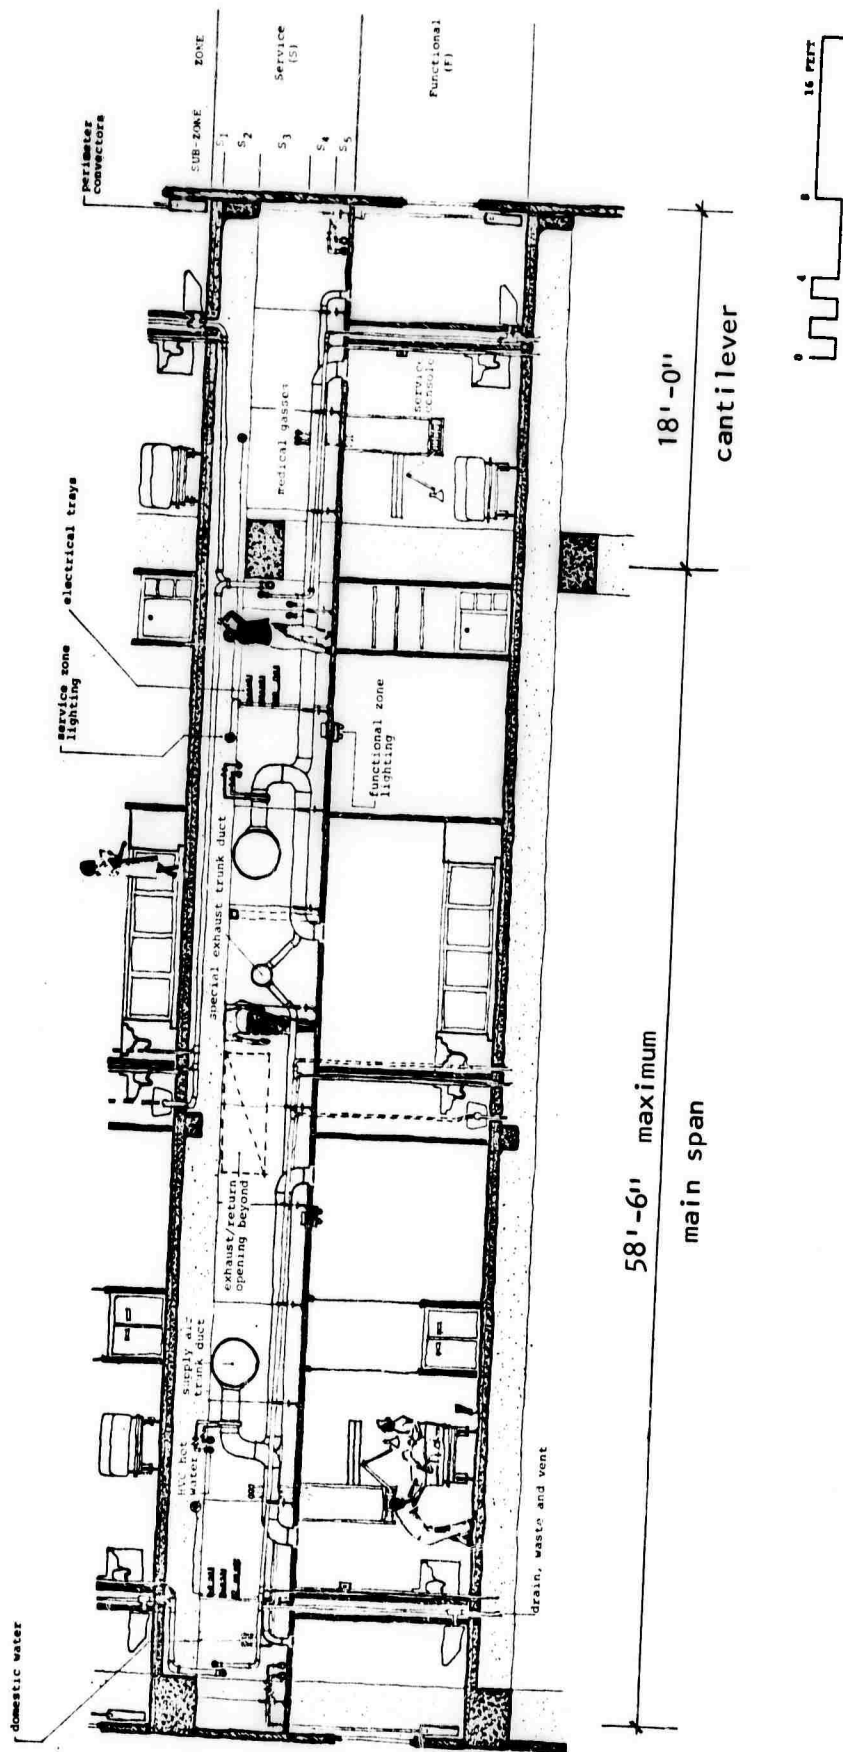 perimeter
convectors
SUB-ZONE
ZONE
S1
S2
S3
S4
S5
Service
(S)
Functional
(F)
0
4
8
16 FEET
electrical trays
service zone
lighting
medical gasses
service
console
functional zone
lighting
special exhaust trunk duct
exhaust/return
opening beyond
supply air
trunk duct
HVC hot
water
domestic water
drain, waste and vent
18'-0"
cantilever
58'-6" maximum
main span